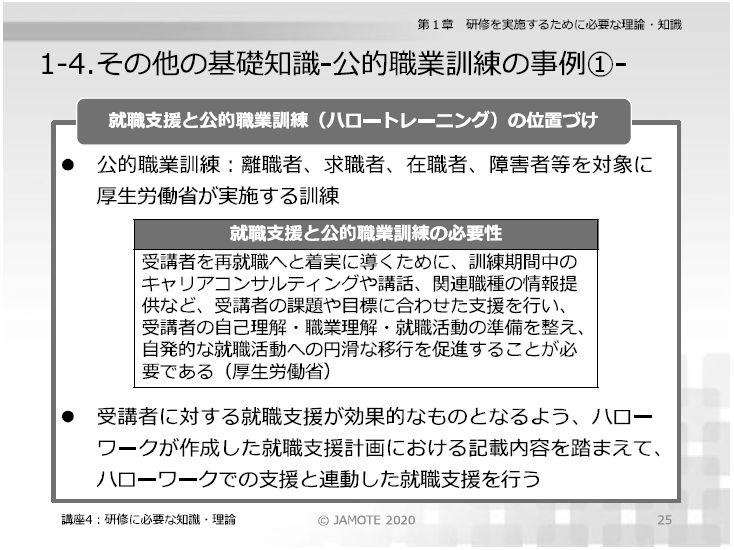 第1章 研修を実施するために必要な理論・知識
1-4.その他の基礎知識-公的職業訓練の事例①-
就職支援と公的職業訓練（ハロートレーニング）の位置づけ
● 公的職業訓練：離職者、求職者、在職者、障害者等を対象に
厚生労働省が実施する訓練
就職支援と公的職業訓練の必要性
受講者を再就職へと着実に導くために、訓練期間中の
キャリアコンサルティングや講話、関連職種の情報提
供など、受講者の課題や目標に合わせた支援を行い、
受講者の自己理解・職業理解・就職活動の準備を整え、
自発的な就職活動への円滑な移行を促進することが必
要である（厚生労働省）
● 受講者に対する就職支援が効果的なものとなるよう、ハロー
ワークが作成した就職支援計画における記載内容を踏まえて、
ハローワークでの支援と連動した就職支援を行う
講座4：研修に必要な知識・理論
© JAMOTE 2020
25